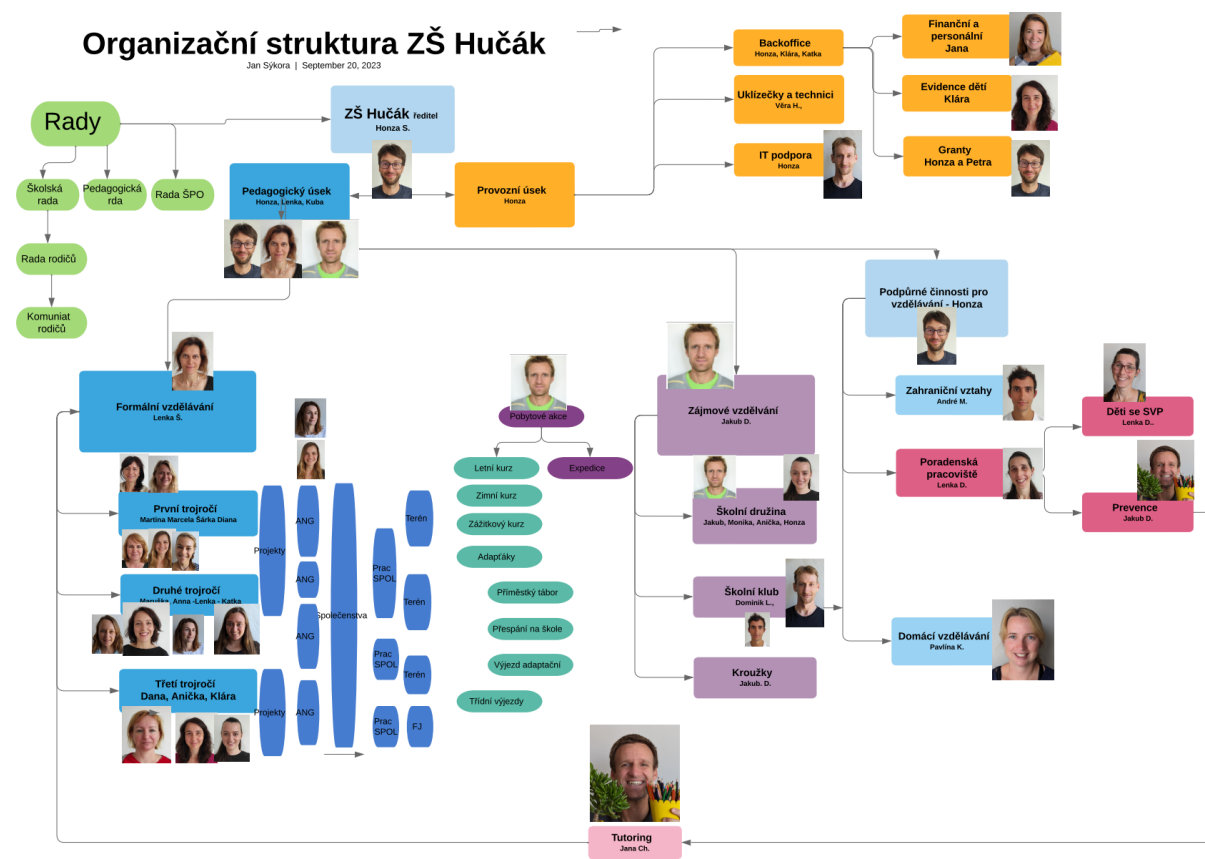 Organizační struktura ZŠ Hučák
Jan Sýkora | September 20, 2023
Rady
Školská
rada
Pedagogická
rda
Rada ŠPO
Rada rodičů
Komuniat
rodičů
ZŠ Hučák ředitel
Honza S.
Pedagogický úsek
Honza, Lenka, Kuba
Provozní úsek
Honza
Backoffice
Honza, Klára, Katka
Uklízečky a technici
Věra H.,
IT podpora
Honza
Finanční a
personální
Jana
Evidence dětí
Klára
Granty
Honza a Petra
Formální vzdělávání
Lenka Š.
První trojročí
Martina Marcela Šárka Diana
Druhé trojročí
Maruška, Anna -Lenka - Katka
Třetí trojročí
Dana, Anička, Klára
Projekty
Projekty
ANG
ANG
ANG
ANG
Společenstva
Prac
SPOL
Prac
SPOL
Prac
SPOL
Terén
Terén
Terén
FJ
Pobytové akce
Letní kurz
Expedice
Zimní kurz
Zážitkový kurz
Adapťáky
Příměstký tábor
Přespání na škole
Výjezd adaptační
Třídní výjezdy
Zájmové vzdělvání
Jakub D.
Školní družina
Jakub, Monika, Anička, Honza
Školní klub
Dominik L.,
Kroužky
Jakub. D.
Podpůrné činnosti pro
vzdělávání - Honza
Zahraniční vztahy
André M.
Poradenská
pracoviště
Lenka D.
Domácí vzdělávání
Pavlína K.
Děti se SVP
Lenka D..
Prevence
Jakub D.
Tutoring
Jana Ch.